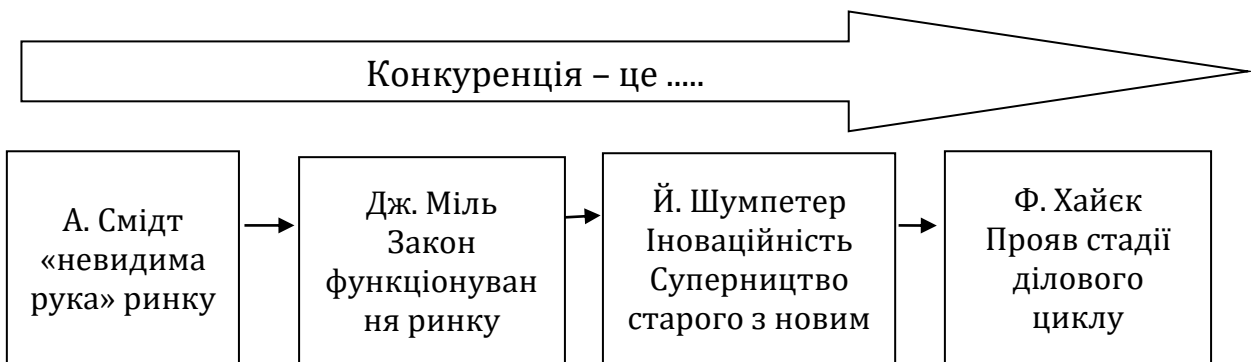 Конкуренція – це .....
А. Смідт
«невидима
рука» ринку
Дж. Міль
Закон
функціонуван
ня ринку
Й. Шумпетер
Іноваційність
Суперництво
старого з новим
Ф. Хайєк
Прояв стадії
ділового
циклу